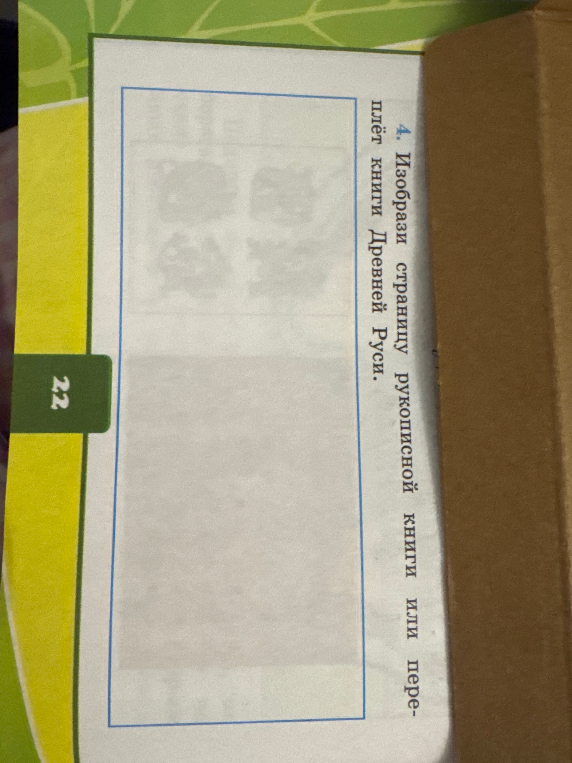 4. Изобрази страницу рукописной книги или пере-
плёт книги Древней Руси.
22